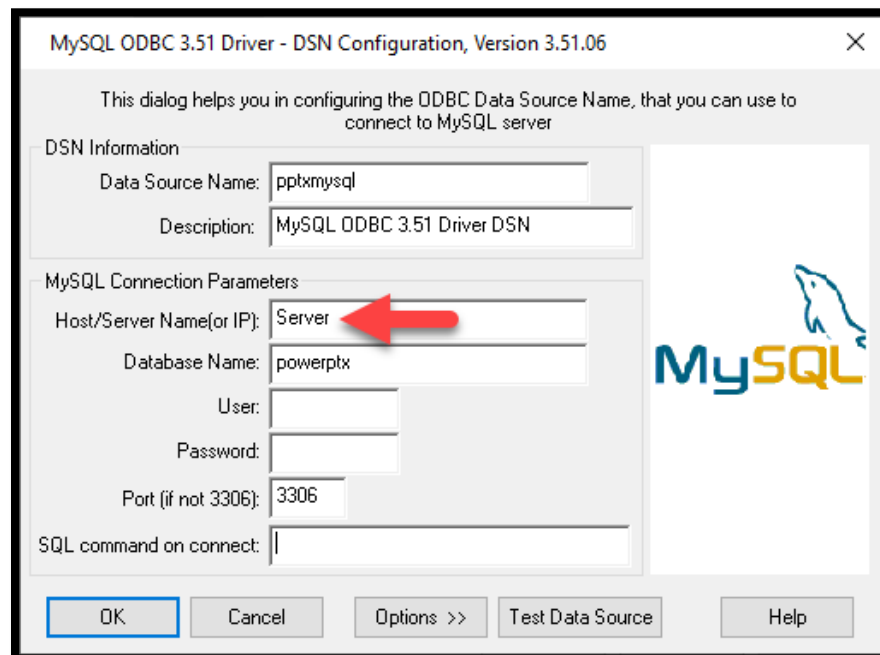 MySQL ODBC 3.51 Driver - DSN Configuration, Version 3.51.06
This dialog helps you in configuring the ODBC Data Source Name, that you can use to
connect to MySQL server
DSN Information
Data Source Name: pptxmysql
Description: MySQL ODBC 3.51 Driver DSN
MySQL Connection Parameters
Host/Server Name(or IP): Server
Database Name: powerptx
User:
Password:
Port (if not 3306): 3306
SQL command on connect:
MySQL
OK Cancel Options >> Test Data Source Help